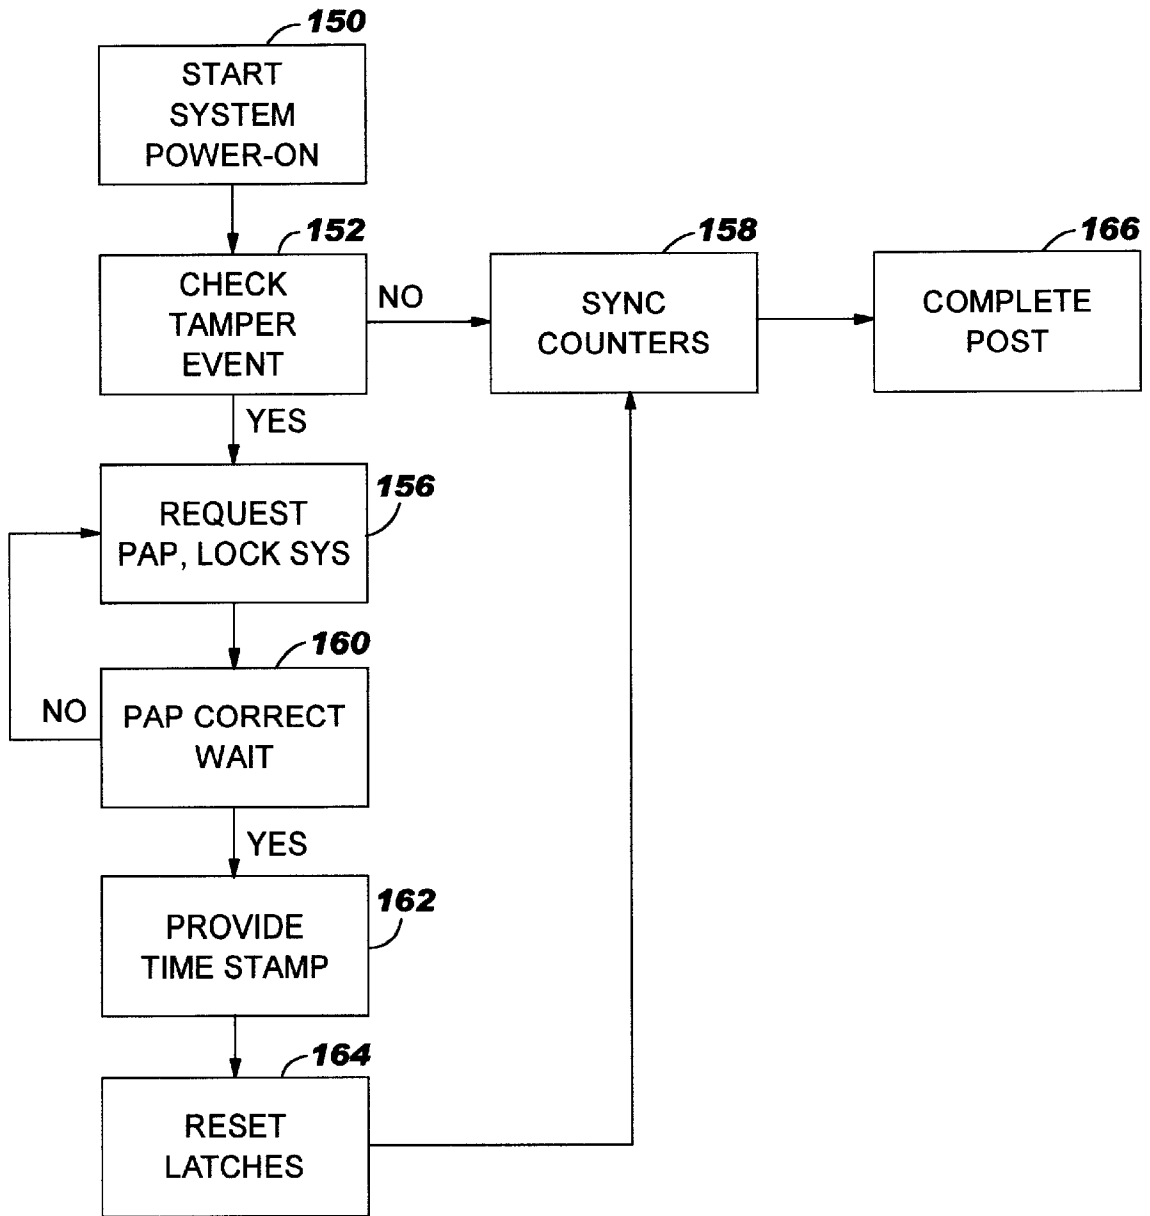 150
START
SYSTEM
POWER-ON
152
CHECK
TAMPER
EVENT
NO
158
SYNC
COUNTERS
166
COMPLETE
POST
YES
156
REQUEST
PAP, LOCK SYS
160
NO
PAP CORRECT
WAIT
YES
162
PROVIDE
TIME STAMP
164
RESET
LATCHES